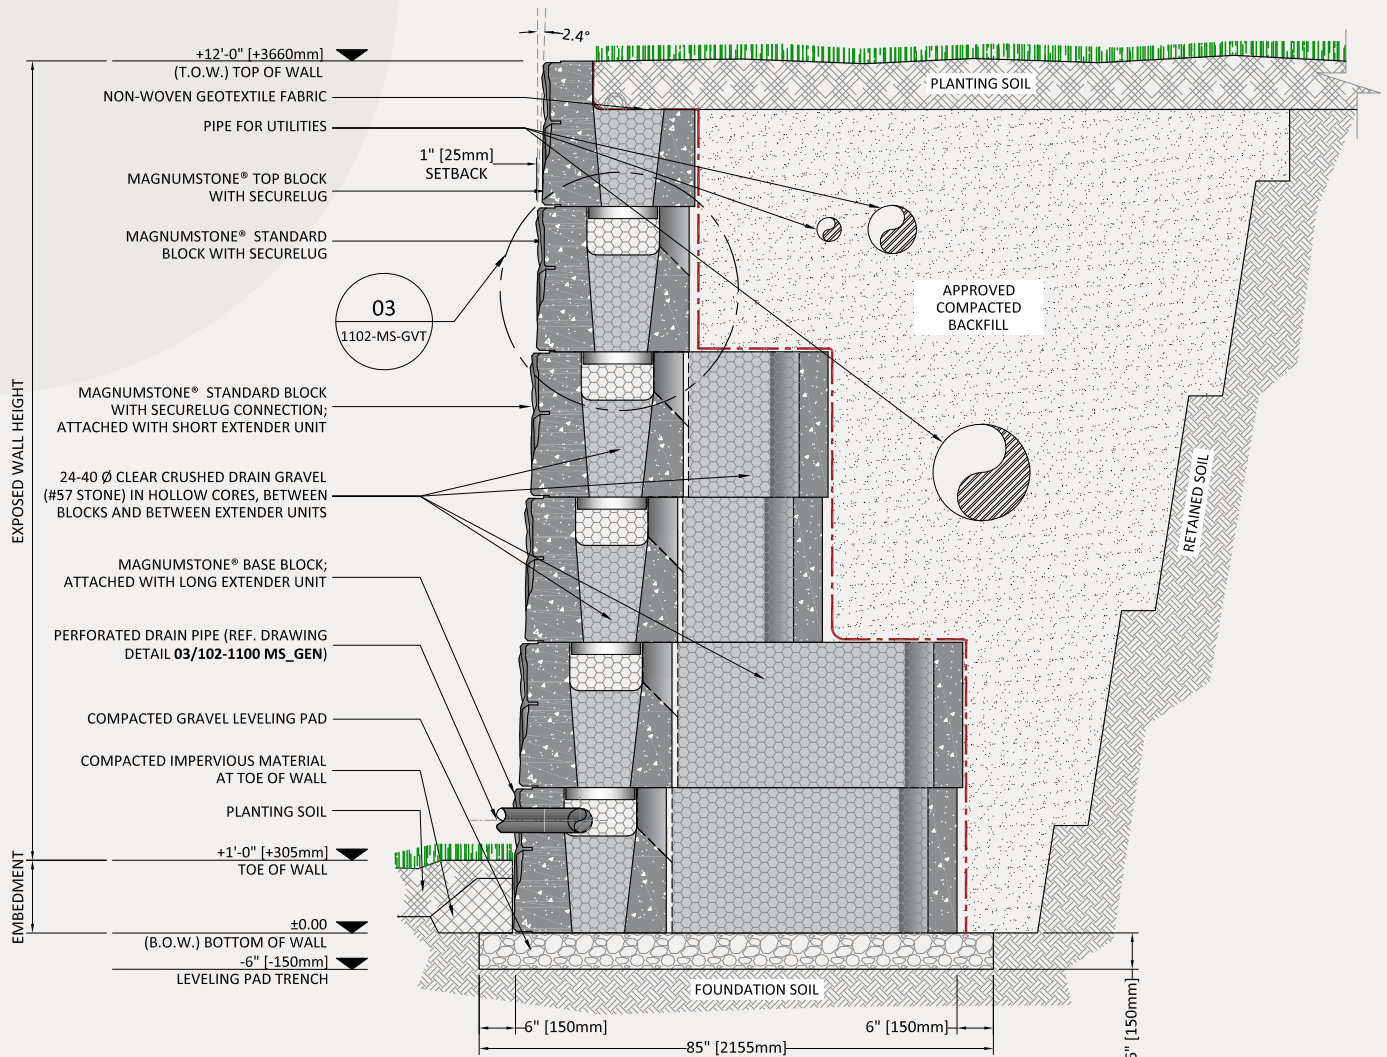 2.4°
+12'-0" [+3660mm]
(T.O.W.) TOP OF WALL
NON-WOVEN GEOTEXTILE FABRIC
PIPE FOR UTILITIES
1" [25mm]
SETBACK
MAGNUMSTONE® TOP BLOCK
WITH SECURELUG
MAGNUMSTONE® STANDARD
BLOCK WITH SECURELUG
03
1102-MS-GVT
PLANTING SOIL
APPROVED
COMPACTED
BACKFILL
MAGNUMSTONE® STANDARD BLOCK
WITH SECURELUG CONNECTION;
ATTACHED WITH SHORT EXTENDER UNIT
EXPOSED WALL HEIGHT
24-40 Ø CLEAR CRUSHED DRAIN GRAVEL
(#57 STONE) IN HOLLOW CORES, BETWEEN
BLOCKS AND BETWEEN EXTENDER UNITS
RETAINED SOIL
MAGNUMSTONE® BASE BLOCK;
ATTACHED WITH LONG EXTENDER UNIT
PERFORATED DRAIN PIPE (REF. DRAWING
DETAIL 03/102-1100 MS_GEN)
COMPACTED GRAVEL LEVELING PAD
COMPACTED IMPERVIOUS MATERIAL
AT TOE OF WALL
PLANTING SOIL
+1'-0" [+305mm]
TOE OF WALL
EMBEDMENT
±0.00
(B.O.W.) BOTTOM OF WALL
-6" [-150mm]
LEVELING PAD TRENCH
FOUNDATION SOIL
6" [150mm]
6" [150mm]
85" [2155mm]
[150mm]